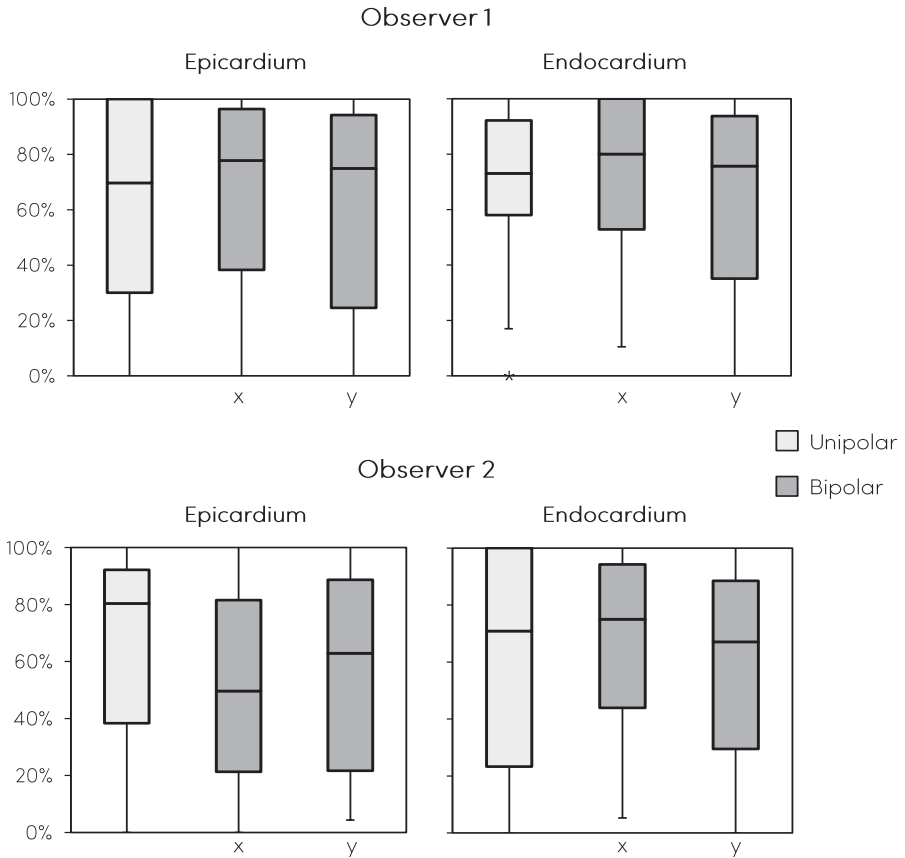 Observer 1
Epicardium
Endocardium
100%
80%
60%
40%
20%
0%
*
x
y
x
y
Unipolar
Bipolar
Observer 2
Epicardium
Endocardium
100%
80%
60%
40%
20%
0%
x
y
x
y